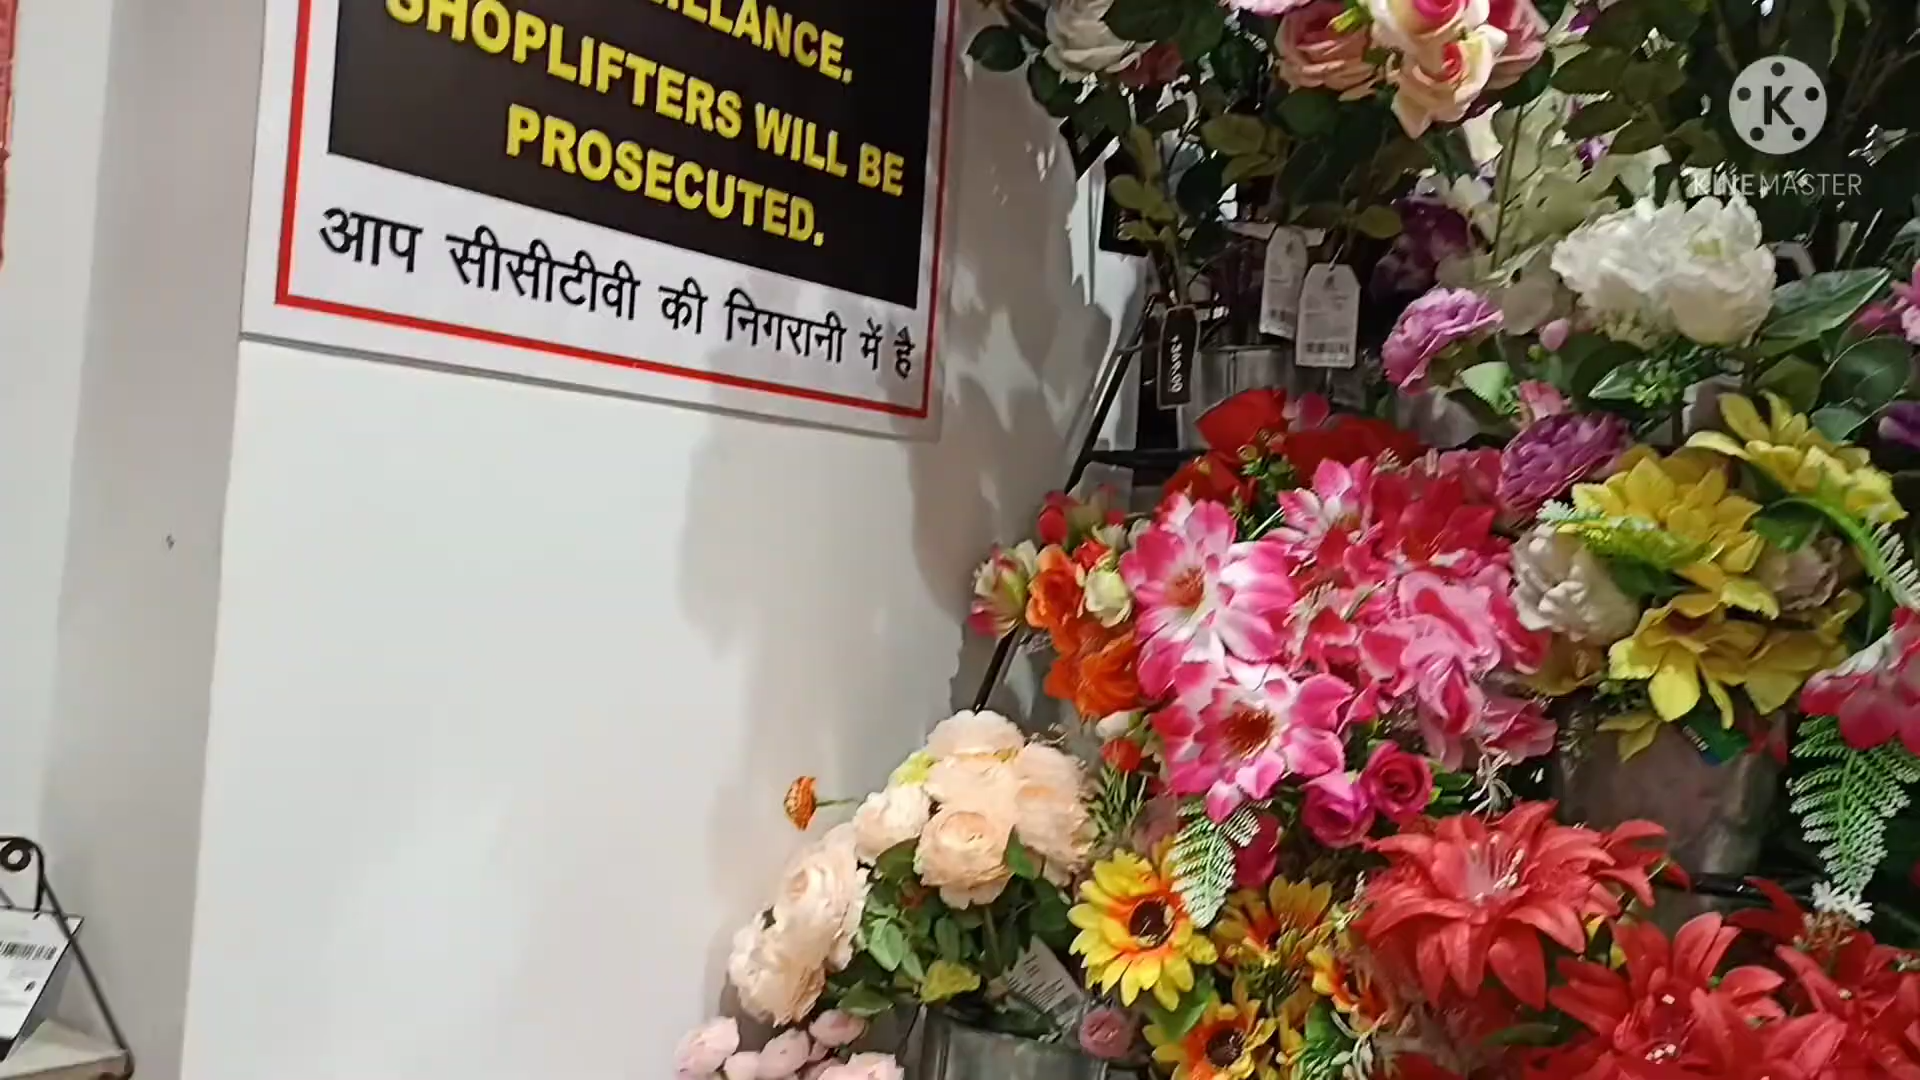 SHOPLIFTERS WILL BE
PROSECUTED.
आप सीसीटीवी की निगरानी में है
K
KINEMASTER